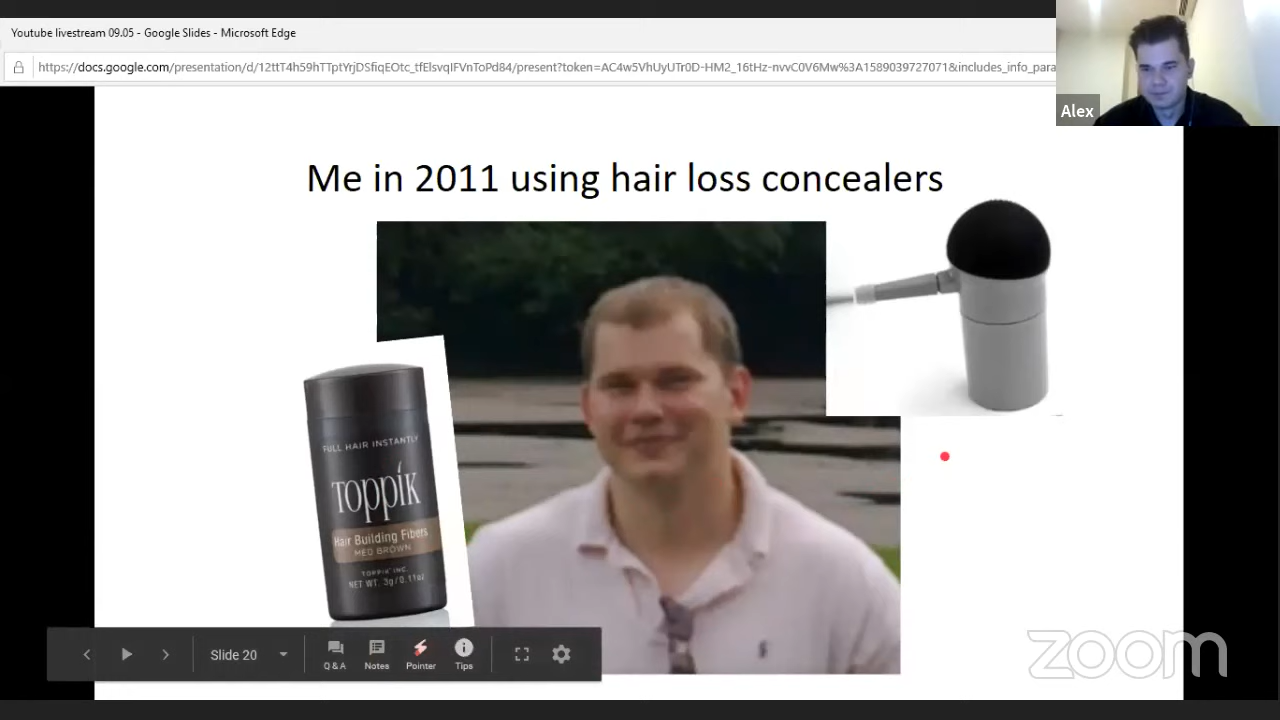 Youtube livestream 09.05 - Google Slides - Microsoft Edge
https://docs.google.com/presentation/d/12ttT4h59hTTptYrjDSfiqEOtc_tfElsvqIFVnToPd84/present?token=AC4w5VhUyUTr0D-HM2_16tHz-nvvC0V6Mw%3A1589039727071&includes_info_para
Alex
Me in 2011 using hair loss concealers
FULL HAIR INSTANTLY
TOPPIK
Hair Building Fibers
MED BROWN
TOPPIK INC.
NET WT. 3g/0.11oz
Slide 20
Q & A
Notes
Pointer
Tips
zoom